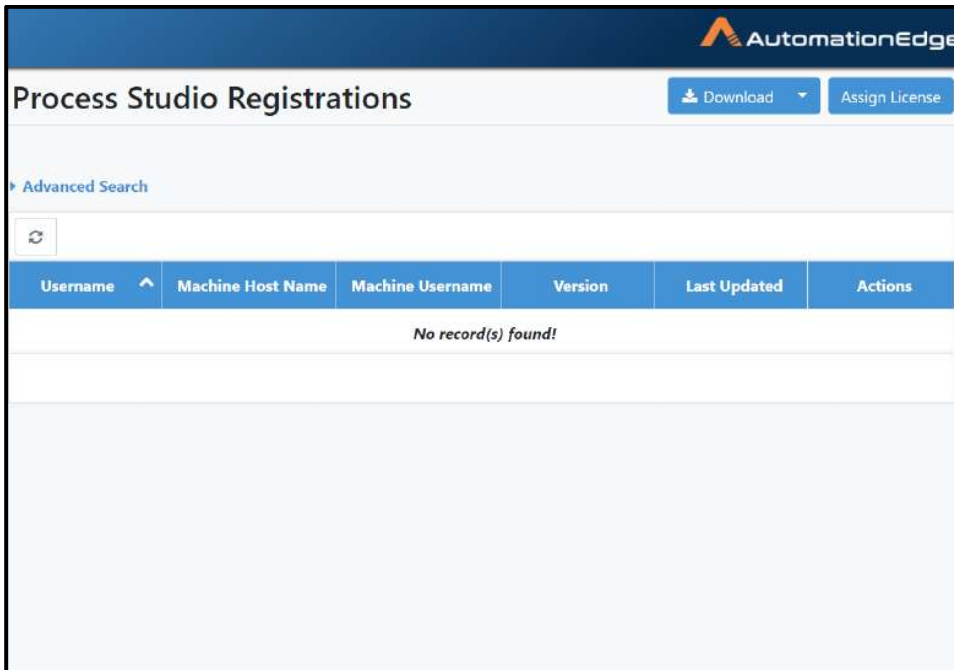 AutomationEdge
Process Studio Registrations
Download
Assign License
Advanced Search
Username Machine Host Name Machine Username Version Last Updated Actions
No record(s) found!